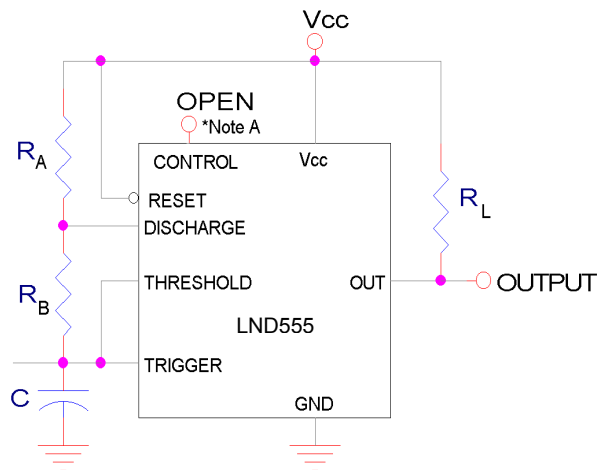 Vcc
OPEN
*Note A
CONTROL
Vcc
RA
RESET
DISCHARGE
RL
RB
THRESHOLD
OUT
OUTPUT
LND555
TRIGGER
C
GND